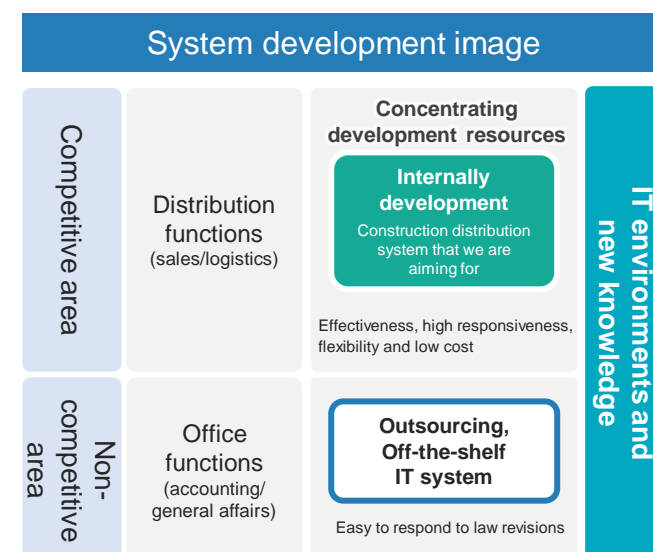 System development image
Competitive area
Distribution
functions
(sales/logistics)
Concentrating
development resources
Internally
development
Construction distribution
system that we are
aiming for
Effectiveness, high responsiveness,
flexibility and low cost
Non-
competitive
area
Office
functions
(accounting/
general affairs)
Outsourcing,
Off-the-shelf
IT system
Easy to respond to law revisions
IT environments and
new knowledge